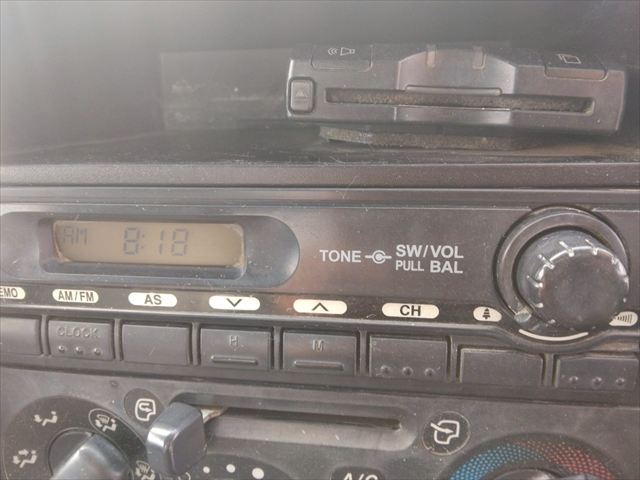 AM 8:18
TONE SW/VOL
PULL BAL
EMO AM/FM AS CH
CLOCK H M
A/C